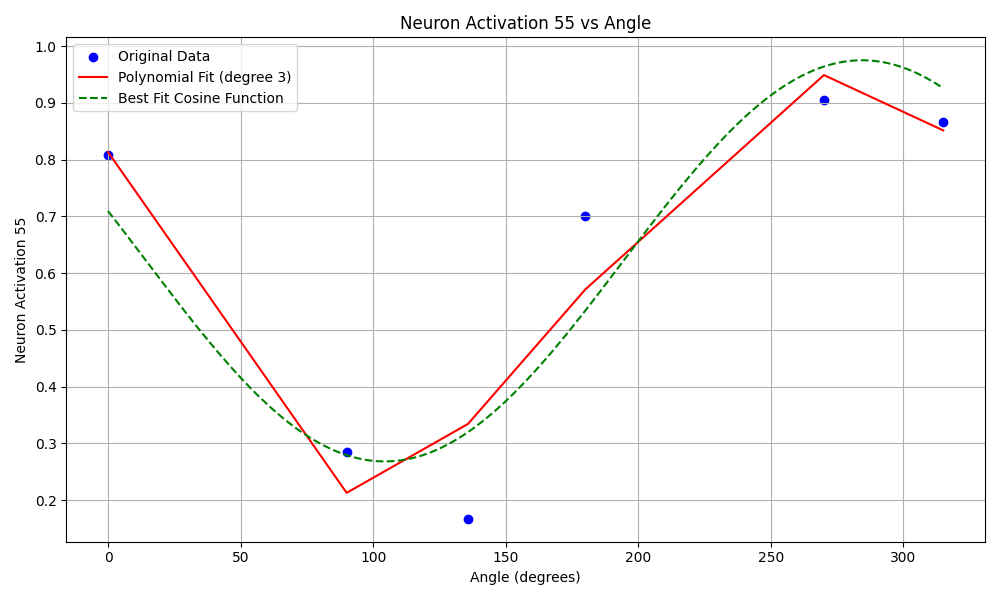 Neuron Activation 55 vs Angle
Original Data
Polynomial Fit (degree 3)
Best Fit Cosine Function
1.0
0.9
0.8
0.7
0.6
0.5
0.4
0.3
0.2
Neuron Activation 55
0 50 100 150 200 250 300
Angle (degrees)